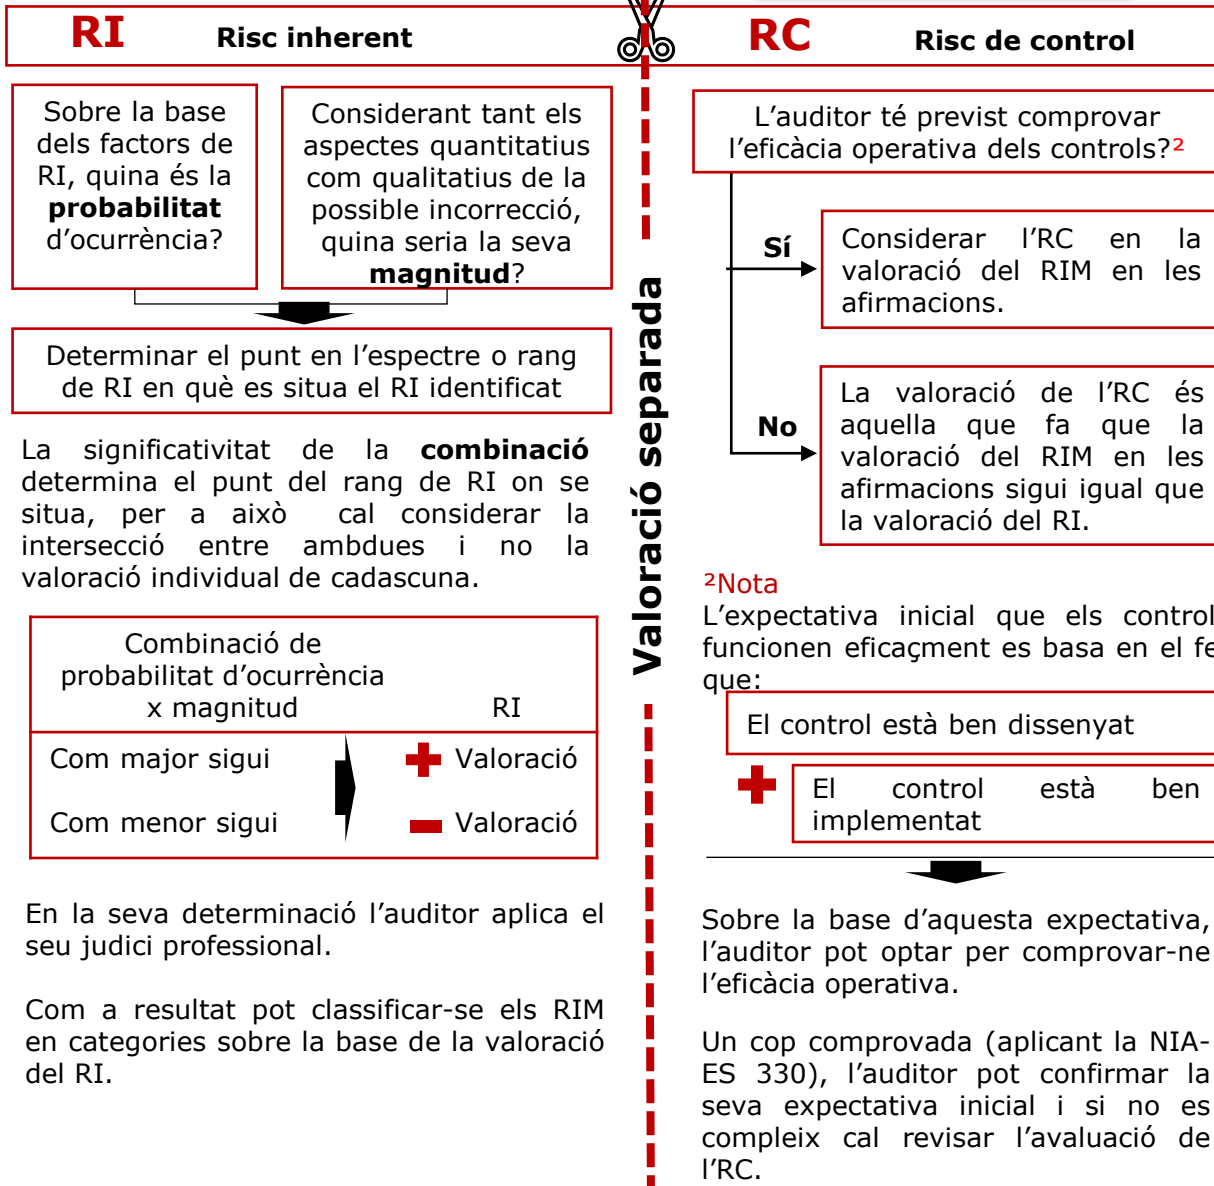 RI Risc inherent
Sobre la base
dels factors de
RI, quina és la
probabilitat
d'ocurrència?
Considerant tant els
aspectes quantitatius
com qualitatius de la
possible incorrecció,
quina seria la seva
magnitud?
Determinar el punt en l'espectre o rang
de RI en què es situa el RI identificat
La significativitat de la combinació
determina el punt del rang de RI on se
situa, per a això cal considerar la
intersecció entre ambdues i no la
valoració individual de cadascuna.
Combinació de
probabilitat d'ocurrència
x magnitud RI
Com major sigui Valoració
Com menor sigui Valoració
En la seva determinació l'auditor aplica el
seu judici professional.
Com a resultat pot classificar-se els RIM
en categories sobre la base de la valoració
del RI.
Valoració separada
RC Risc de control
L'auditor té previst comprovar
l'eficàcia operativa dels controls?²
Sí
Considerar l'RC en la
valoració del RIM en les
afirmacions.
No
La valoració de l'RC és
aquella que fa que la
valoració del RIM en les
afirmacions sigui igual que
la valoració del RI.
²Nota
L'expectativa inicial que els control
funcionen eficaçment es basa en el fe
que:
El control està ben dissenyat
El control està ben
implementat
Sobre la base d'aquesta expectativa,
l'auditor pot optar per comprovar-ne
l'eficàcia operativa.
Un cop comprovada (aplicant la NIA-
ES 330), l'auditor pot confirmar la
seva expectativa inicial i si no es
compleix cal revisar l'avaluació de
l'RC.